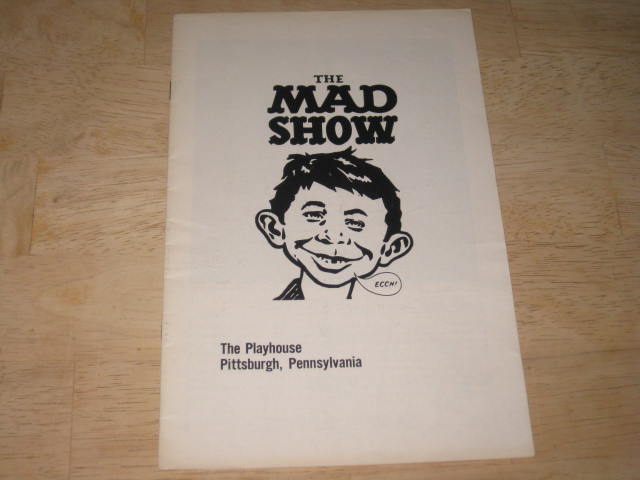 THE
MAD
SHOW
ECCH!
The Playhouse
Pittsburgh, Pennsylvania